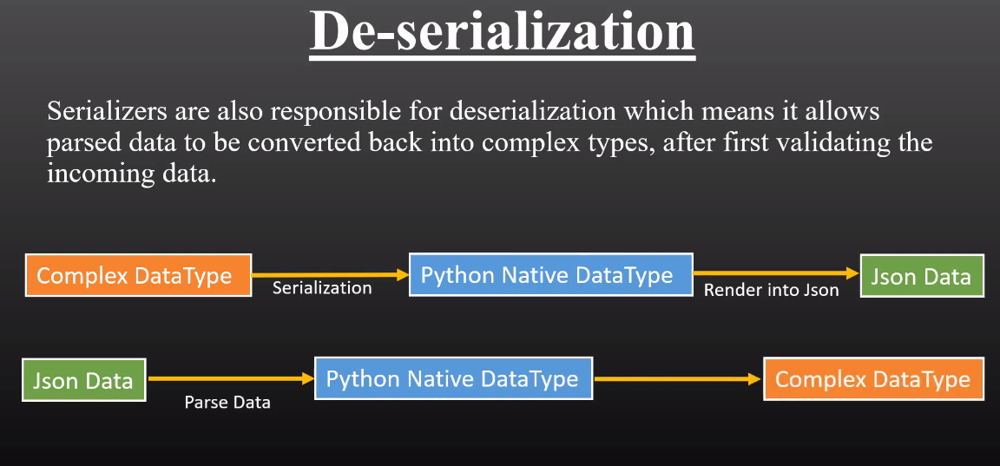 De-serialization
Serializers are also responsible for deserialization which means it allows
parsed data to be converted back into complex types, after first validating the
incoming data.
Complex DataType
Serialization
Python Native DataType
Render into Json
Json Data
Json Data
Parse Data
Python Native DataType
Complex DataType